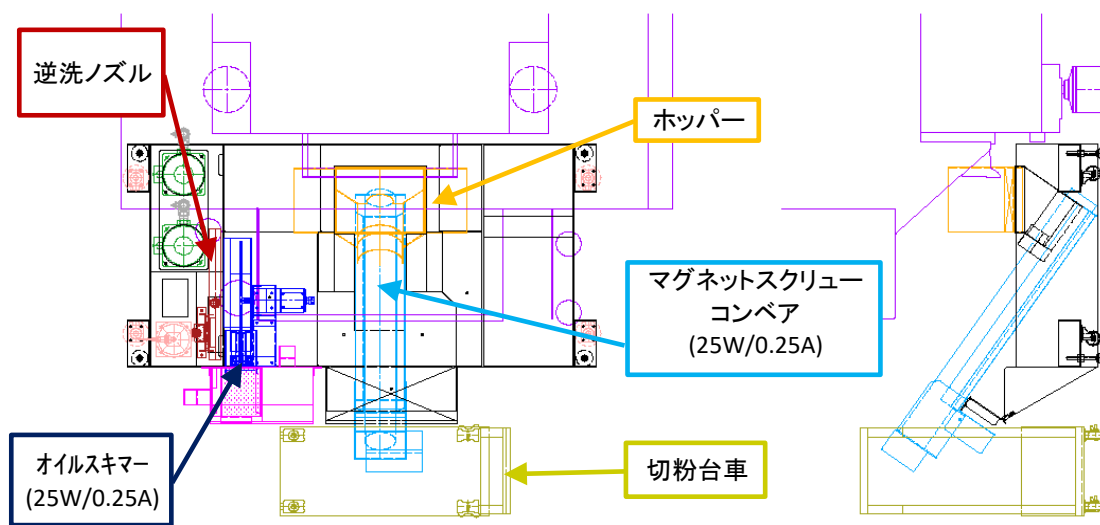 逆洗ノズル
ホッパー
マグネットスクリュー
コンベア
(25W/0.25A)
オイルスキマー
(25W/0.25A)
切粉台車